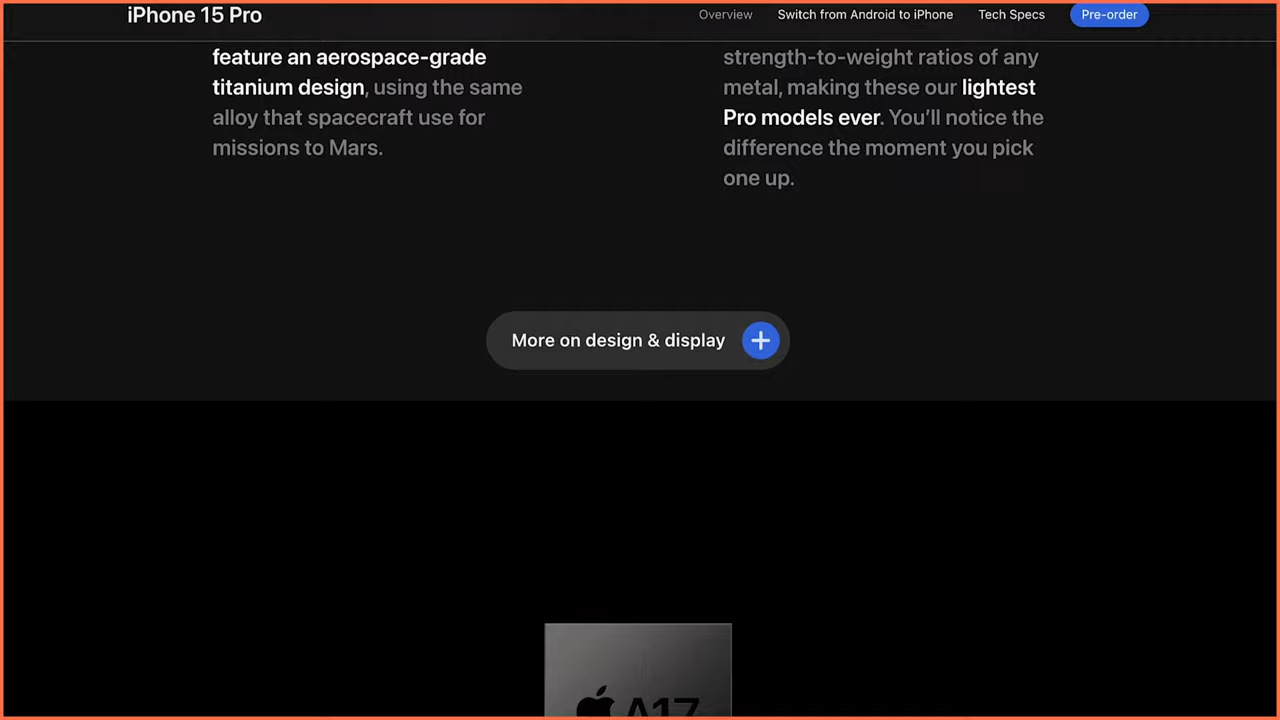 iPhone 15 Pro
Overview
Switch from Android to iPhone
Tech Specs
Pre-order
feature an aerospace-grade
titanium design, using the same
alloy that spacecraft use for
missions to Mars.
strength-to-weight ratios of any
metal, making these our lightest
Pro models ever. You’ll notice the
difference the moment you pick
one up.
More on design & display
A17